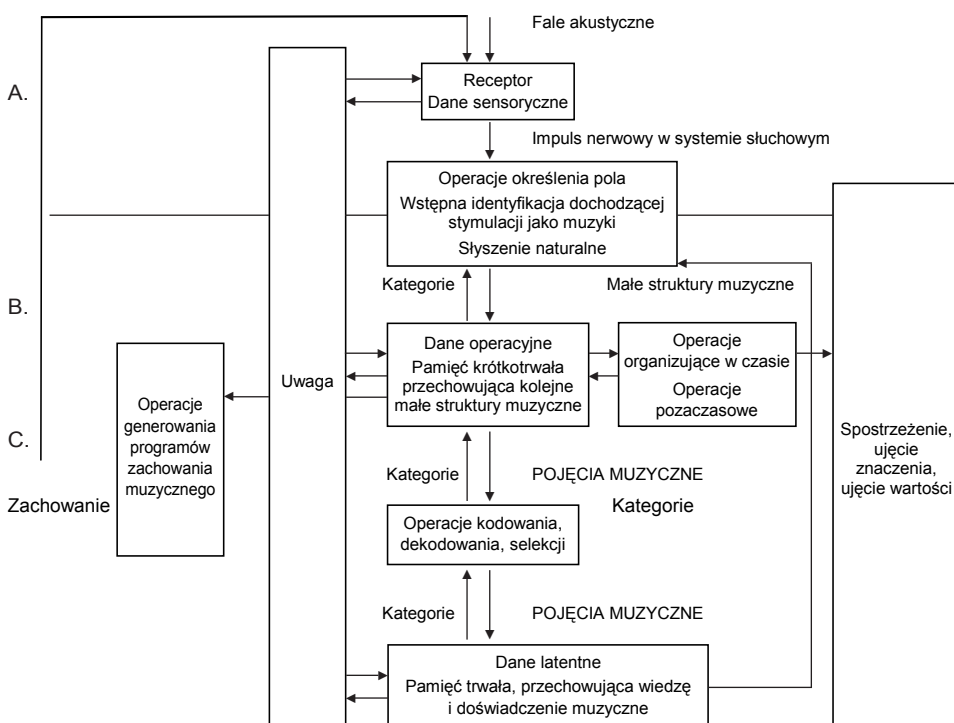 Fale akustyczne
A.
Receptor
Dane sensoryczne
Impuls nerwowy w systemie słuchowym
Operacje określenia pola
Wstępna identyfikacja dochodzącej
stymulacji jako muzyki
Słyszenie naturalne
Kategorie
Małe struktury muzyczne
B.
Uwaga
Dane operacyjne
Pamięć krótkotrwała
przechowująca kolejne
małe struktury muzyczne
Operacje
organizujące w czasie
Operacje
pozaczasowe
Operacje
generowania
programów
zachowania
muzycznego
C.
Zachowanie
Spostrzeżenie,
ujęcie
znaczenia,
ujęcie wartości
Kategorie
POJĘCIA MUZYCZNE
Kategorie
Operacje kodowania,
dekodowania, selekcji
Kategorie
POJĘCIA MUZYCZNE
Dane latentne
Pamięć trwała, przechowująca wiedzę
i doświadczenie muzyczne